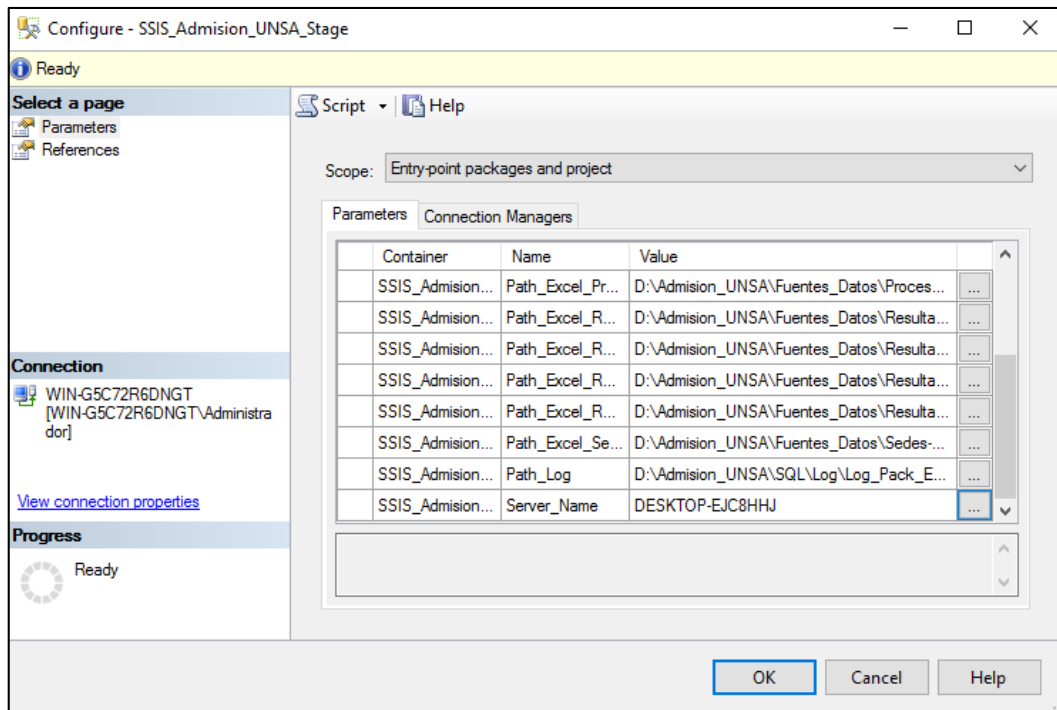 Configure - SSIS_Admision_UNSA_Stage
Ready
Select a page
Parameters
References
Script Help
Scope: Entry-point packages and project
Parameters Connection Managers
Container Name Value
SSIS_Admision... Path_Excel_Pr... D:\Admision_UNSA\Fuentes_Datos\Proces... ...
SSIS_Admision... Path_Excel_R... D:\Admision_UNSA\Fuentes_Datos\Resulta... ...
SSIS_Admision... Path_Excel_R... D:\Admision_UNSA\Fuentes_Datos\Resulta... ...
SSIS_Admision... Path_Excel_R... D:\Admision_UNSA\Fuentes_Datos\Resulta... ...
SSIS_Admision... Path_Excel_R... D:\Admision_UNSA\Fuentes_Datos\Resulta... ...
SSIS_Admision... Path_Excel_Se... D:\Admision_UNSA\Fuentes_Datos\Sedes-... ...
SSIS_Admision... Path_Log D:\Admision_UNSA\SQL\Log\Log_Pack_E... ...
SSIS_Admision... Server_Name DESKTOP-EJC8HHJ ...
Connection
WIN-G5C72R6DNGT
[WIN-G5C72R6DNGT\Administra
dor]
View connection properties
Progress
Ready
OK Cancel Help